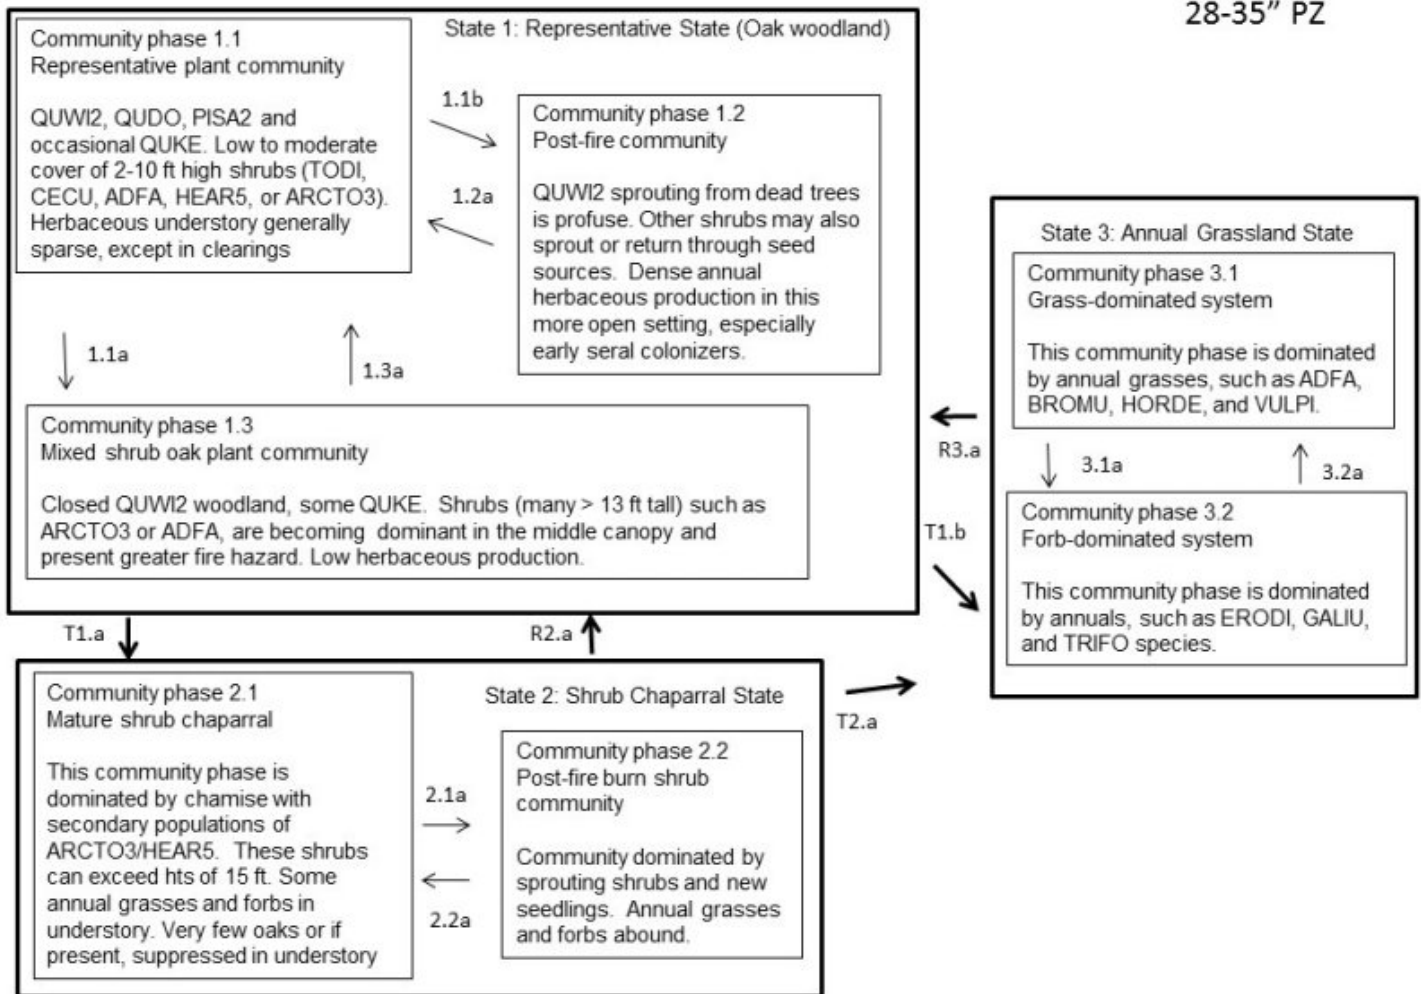 28-35” PZ
State 1: Representative State (Oak woodland)
Community phase 1.1
Representative plant community
QUWI2, QUDO, PISA2 and
occasional QUKE. Low to moderate
cover of 2-10 ft high shrubs (TODI,
CECU, ADFA, HEAR5, or ARCTO3).
Herbaceous understory generally
sparse, except in clearings
1.1b
1.2a
Community phase 1.2
Post-fire community
QUWI2 sprouting from dead trees
is profuse. Other shrubs may also
sprout or return through seed
sources. Dense annual
herbaceous production in this
more open setting, especially
early seral colonizers.
1.1a
1.3a
Community phase 1.3
Mixed shrub oak plant community
Closed QUWI2 woodland, some QUKE. Shrubs (many > 13 ft tall) such as
ARCTO3 or ADFA, are becoming dominant in the middle canopy and
present greater fire hazard. Low herbaceous production.
T1.a
R2.a
R3.a
T1.b
State 3: Annual Grassland State
Community phase 3.1
Grass-dominated system
This community phase is dominated
by annual grasses, such as ADFA,
BROMU, HORDE, and VULPI.
3.1a
3.2a
Community phase 3.2
Forb-dominated system
This community phase is dominated
by annuals, such as ERODI, GALIU,
and TRIFO species.
State 2: Shrub Chaparral State
Community phase 2.1
Mature shrub chaparral
This community phase is
dominated by chamise with
secondary populations of
ARCTO3/HEAR5. These shrubs
can exceed hts of 15 ft. Some
annual grasses and forbs in
understory. Very few oaks or if
present, suppressed in understory
2.1a
2.2a
Community phase 2.2
Post-fire burn shrub
community
Community dominated by
sprouting shrubs and new
seedlings. Annual grasses
and forbs abound.
T2.a